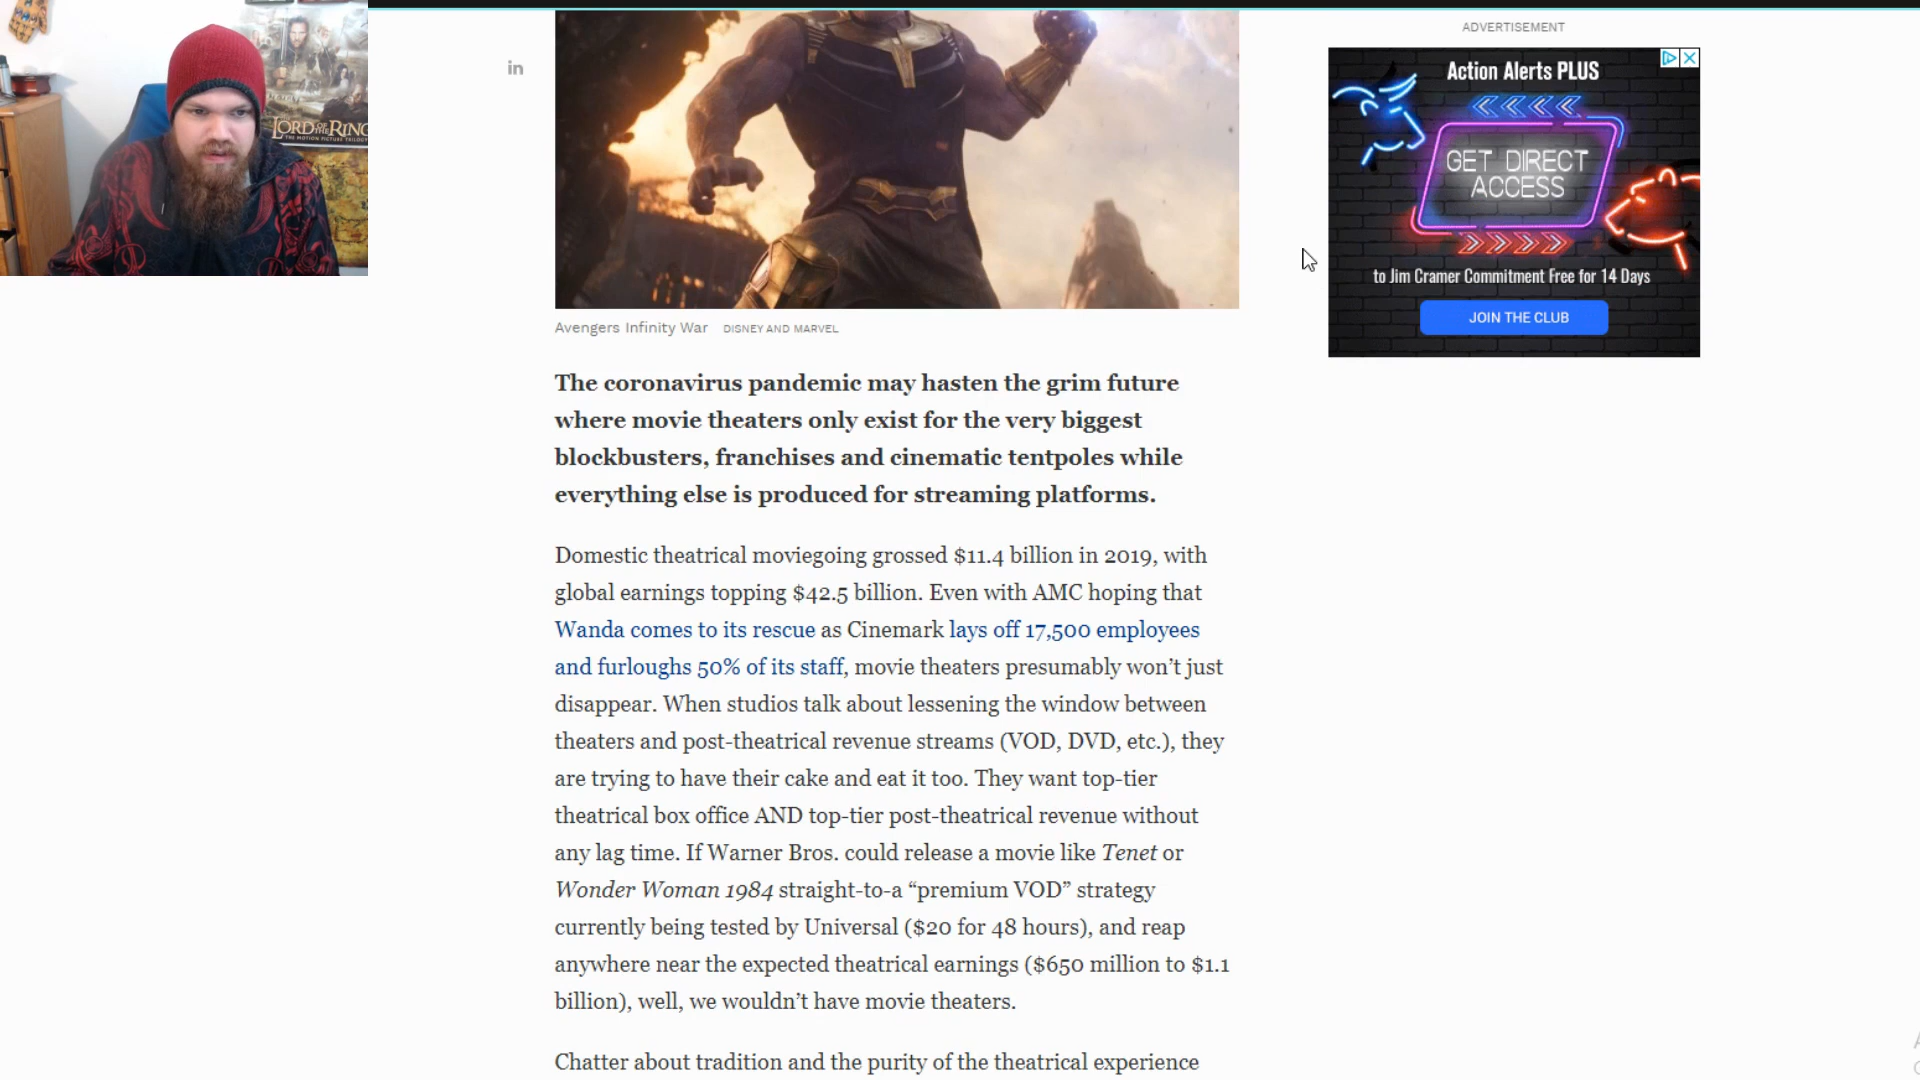 LORD OF THE RING
THE MOTION PICTURE TRILOGY
in
ADVERTISEMENT
Action Alerts PLUS
GET DIRECT
ACCESS
to Jim Cramer Commitment Free for 14 Days
JOIN THE CLUB
Avengers Infinity War DISNEY AND MARVEL
The coronavirus pandemic may hasten the grim future
where movie theaters only exist for the very biggest
blockbusters, franchises and cinematic tentpoles while
everything else is produced for streaming platforms.
Domestic theatrical moviegoing grossed $11.4 billion in 2019, with
global earnings topping $42.5 billion. Even with AMC hoping that
Wanda comes to its rescue as Cinemark lays off 17,500 employees
and furloughs 50% of its staff, movie theaters presumably won’t just
disappear. When studios talk about lessening the window between
theaters and post-theatrical revenue streams (VOD, DVD, etc.), they
are trying to have their cake and eat it too. They want top-tier
theatrical box office AND top-tier post-theatrical revenue without
any lag time. If Warner Bros. could release a movie like Tenet or
Wonder Woman 1984 straight-to-a “premium VOD” strategy
currently being tested by Universal ($20 for 48 hours), and reap
anywhere near the expected theatrical earnings ($650 million to $1.1
billion), well, we wouldn’t have movie theaters.
Chatter about tradition and the purity of the theatrical experience